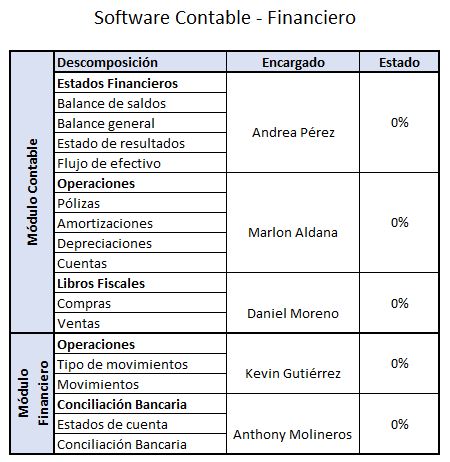 Software Contable - Financiero
Descomposición Encargado Estado
Módulo Contable
Estados Financieros
Balance de saldos
Balance general
Estado de resultados
Flujo de efectivo
Andrea Pérez 0%
Operaciones
Pólizas
Amortizaciones
Depreciaciones
Cuentas
Marlon Aldana 0%
Libros Fiscales
Compras
Ventas
Daniel Moreno 0%
Módulo
Financiero
Operaciones
Tipo de movimientos
Movimientos
Kevin Gutiérrez 0%
Conciliación Bancaria
Estados de cuenta
Conciliación Bancaria
Anthony Molineros 0%